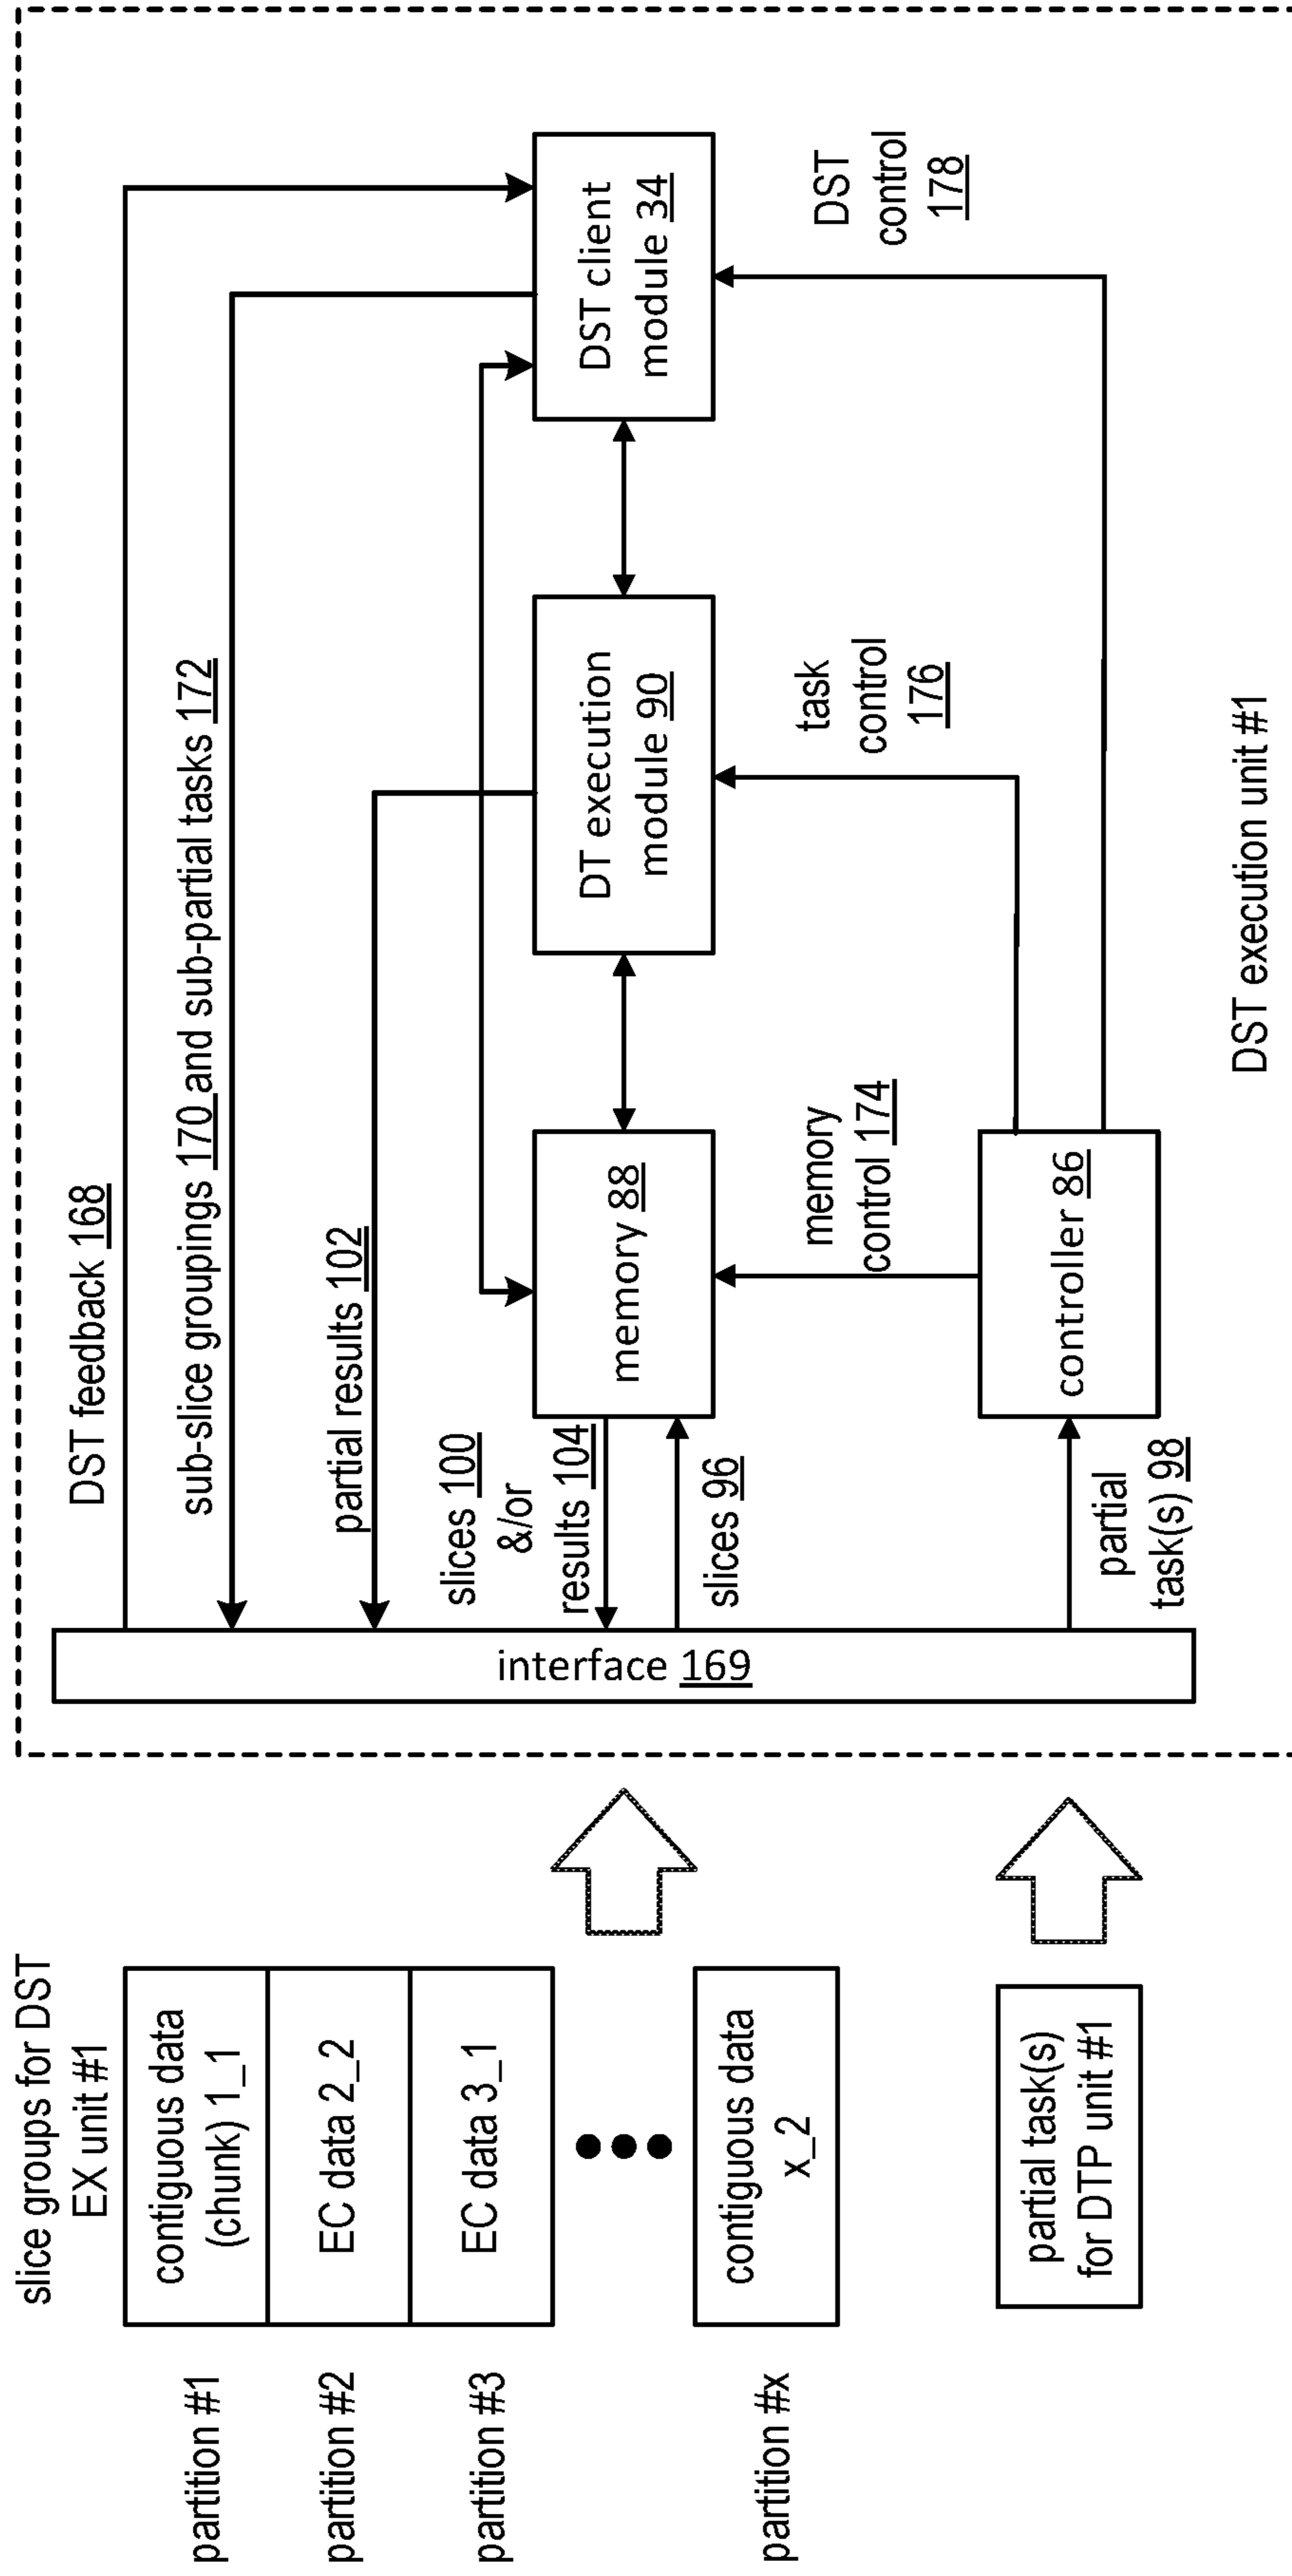 slice groups for DST
EX unit #1
partition #1
contiguous data
(chunk) 1_1
partition #2
EC data 2_2
partition #3
EC data 3_1
partition #x
contiguous data
x_2
partial task(s)
for DTP unit #1
interface 169
DST feedback 168
sub-slice groupings 170 and sub-partial tasks 172
partial results 102
slices 100
&/or
results 104
slices 96
partial
task(s) 98
memory 88
DT execution
module 90
DST client
module 34
memory
control 174
task
control
176
DST
control
178
controller 86
DST execution unit #1